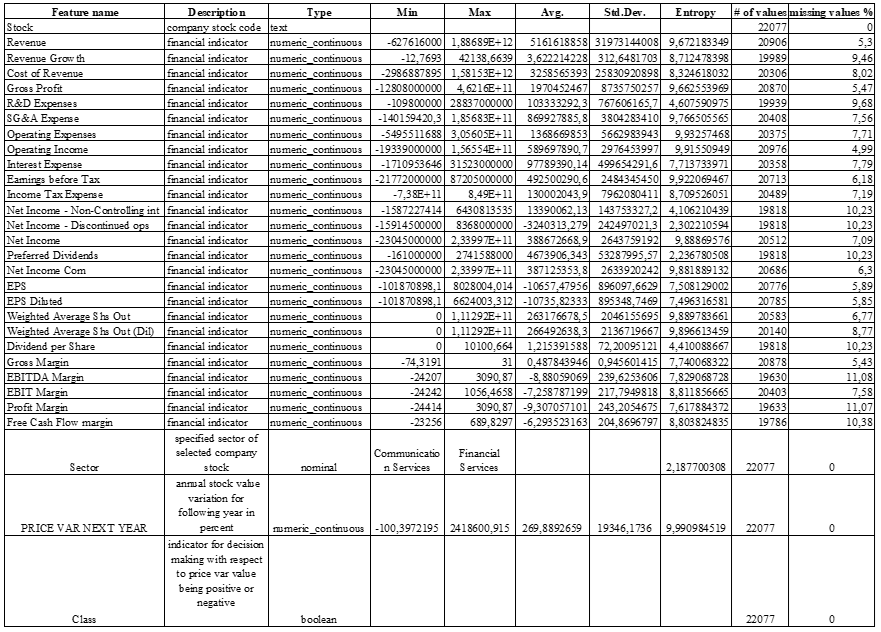 Feature name Description Type Min Max Avg. Std.Dev. Entropy # of values missing values %
Stock company stock code text 22077 0
Revenue financial indicator numeric_continuous -627616000 1,88689E+12 5161618858 31973144008 9,672183349 20906 5,3
Revenue Growth financial indicator numeric_continuous -12,7693 42138,6639 3,622214228 312,6481703 8,712478398 19989 9,46
Cost of Revenue financial indicator numeric_continuous -2986887895 1,58153E+12 3258565393 25830920898 8,324618032 20306 8,02
Gross Profit financial indicator numeric_continuous -12808000000 4,6216E+11 1970452467 8735750257 9,662553969 20870 5,47
R&D Expenses financial indicator numeric_continuous -109800000 28837000000 103333292,3 767606165,7 4,607590975 19939 9,68
SG&A Expense financial indicator numeric_continuous -140159420,3 1,85683E+11 869927885,8 3804283410 9,766505565 20408 7,56
Operating Expenses financial indicator numeric_continuous -5495511688 3,05605E+11 1368669853 5662983943 9,93257468 20375 7,71
Operating Income financial indicator numeric_continuous -19339000000 1,56554E+11 589697890,7 2976453997 9,91550949 20976 4,99
Interest Expense financial indicator numeric_continuous -1710953646 31523000000 97789390,14 499654291,6 7,713733971 20358 7,79
Earnings before Tax financial indicator numeric_continuous -21772000000 87205000000 492500290,6 2484345450 9,922069467 20713 6,18
Income Tax Expense financial indicator numeric_continuous -7,38E+11 8,49E+11 130002043,9 7962080411 8,709526051 20489 7,19
Net Income - Non-Controlling int financial indicator numeric_continuous -1587227414 6430813535 13390062,13 143753327,2 4,106210439 19818 10,23
Net Income - Discontinued ops financial indicator numeric_continuous -15914500000 8368000000 -3240313,279 242497021,3 2,302210594 19818 10,23
Net Income financial indicator numeric_continuous -23045000000 2,33997E+11 388672668,9 2643759192 9,88869576 20512 7,09
Preferred Dividends financial indicator numeric_continuous -161000000 2741588000 4673906,343 53287995,57 2,236780508 19818 10,23
Net Income Com financial indicator numeric_continuous -23045000000 2,33997E+11 387125353,8 2633920242 9,881889132 20686 6,3
EPS financial indicator numeric_continuous -101870898,1 8028004,014 -10657,47956 896097,6629 7,508129002 20776 5,89
EPS Diluted financial indicator numeric_continuous -101870898,1 6624003,312 -10735,82333 895348,7469 7,496316581 20785 5,85
Weighted Average Shs Out financial indicator numeric_continuous 0 1,11292E+11 263176678,5 2046155695 9,889783661 20583 6,77
Weighted Average Shs Out (Dil) financial indicator numeric_continuous 0 1,11292E+11 266492638,3 2136719667 9,896613459 20140 8,77
Dividend per Share financial indicator numeric_continuous 0 10100,664 1,215391588 72,20095121 4,410088667 19818 10,23
Gross Margin financial indicator numeric_continuous -74,3191 31 0,487843946 0,945601415 7,740068322 20878 5,43
EBITDA Margin financial indicator numeric_continuous -24207 3090,87 -8,88059069 239,6253606 7,829068728 19630 11,08
EBIT Margin financial indicator numeric_continuous -24242 1056,4658 -7,258787199 217,7949818 8,811856665 20403 7,58
Profit Margin financial indicator numeric_continuous -24414 3090,87 -9,307057101 243,2054675 7,617884372 19633 11,07
Free Cash Flow margin financial indicator numeric_continuous -23256 689,8297 -6,293523163 204,8696797 8,803824835 19786 10,38
specified sector of
selected company
stock
Sector nominal
Communicatio
n Services
Financial
Services
2,187700308 22077 0
annual stock value
variation for
following year in
percent
PRICE VAR NEXT YEAR numeric_continuous -100,3972195 2418600,915 269,8892659 19346,1736 9,990984519 22077 0
indicator for decision
making with respect
to price var value
being positive or
negative
Class boolean 22077 0